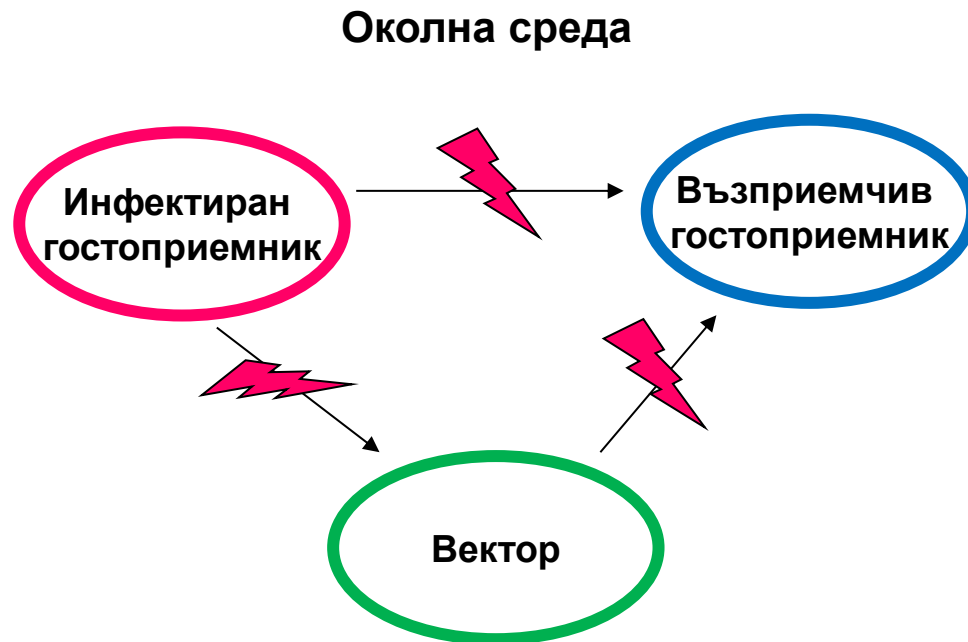 Околна среда
Инфектиран
гостоприемник
Възприемчив
гостоприемник
Вектор